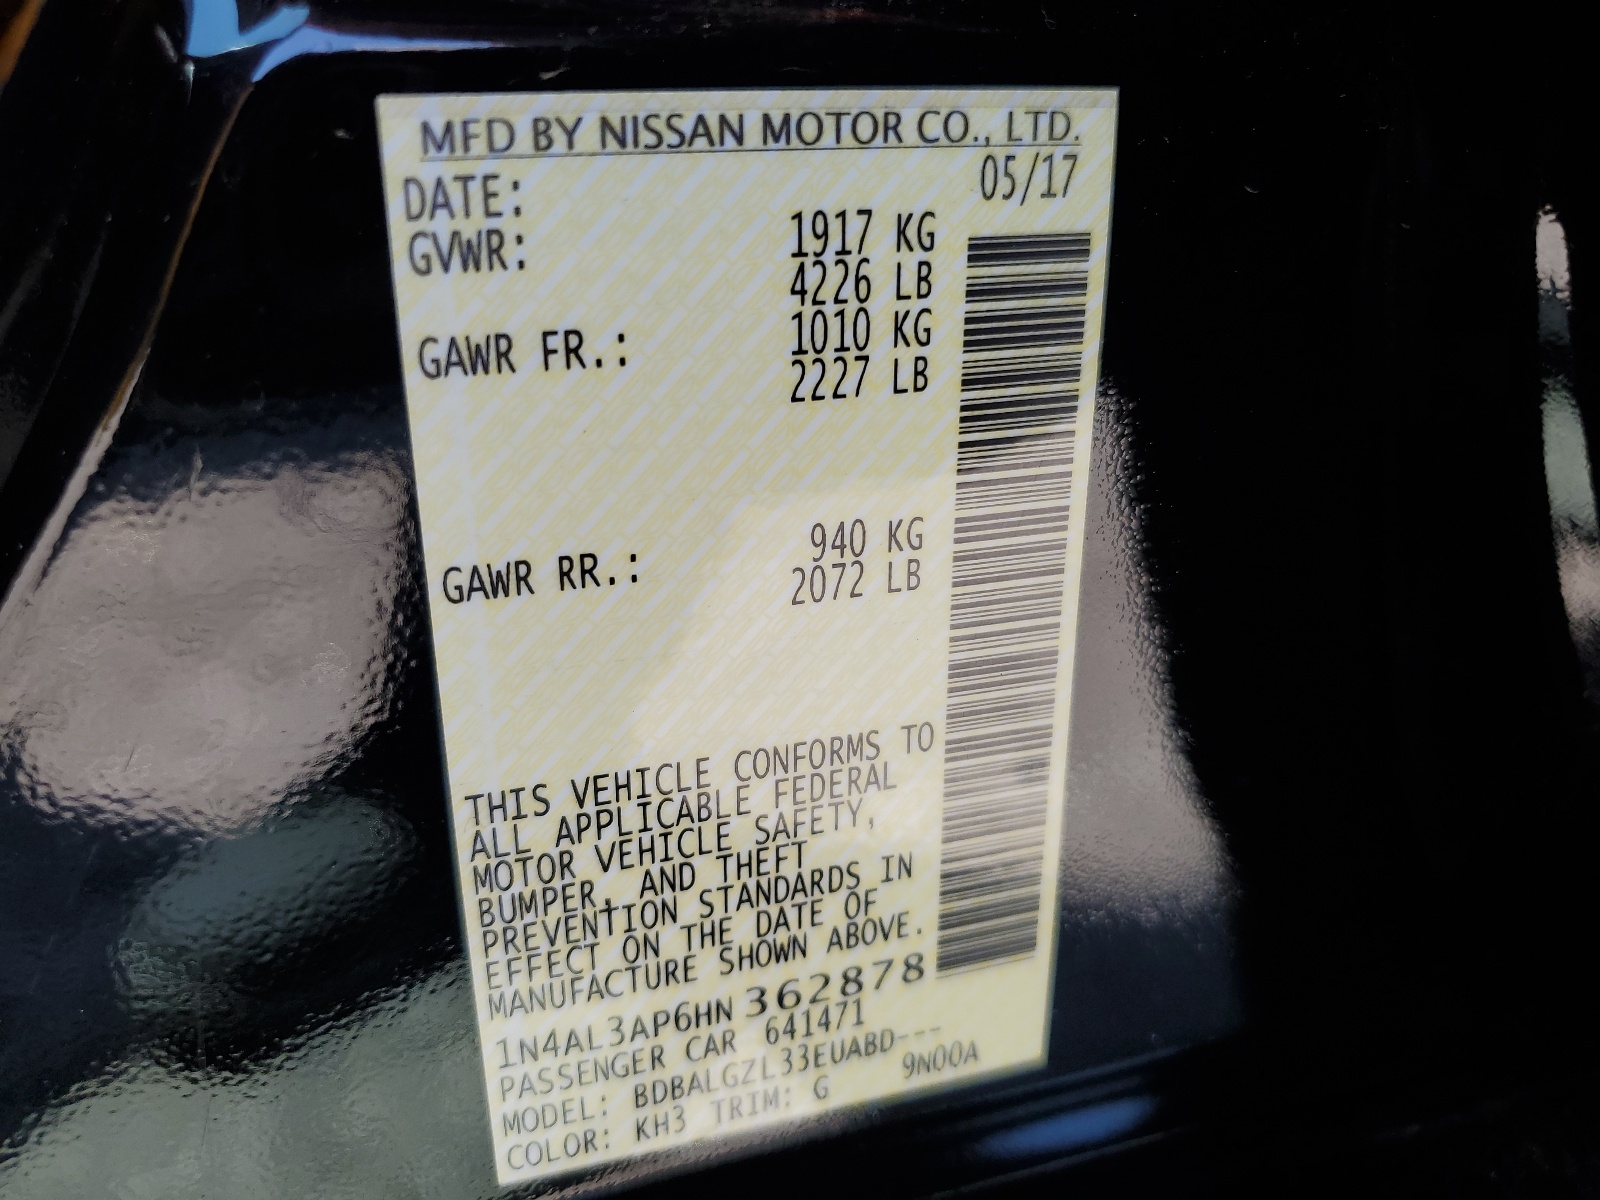 MFD BY NISSAN MOTOR CO., LTD.
DATE: 05/17
GVWR: 1917 KG
4226 LB
GAWR FR.: 1010 KG
2227 LB
GAWR RR.: 940 KG
2072 LB
THIS VEHICLE CONFORMS TO
ALL APPLICABLE FEDERAL
MOTOR VEHICLE SAFETY,
BUMPER, AND THEFT
PREVENTION STANDARDS IN
EFFECT ON THE DATE OF
MANUFACTURE SHOWN ABOVE.
1N4AL3AP6HN 362878
PASSENGER CAR 641471
MODEL: BDBALGZL33EUABD---
COLOR: KH3 TRIM: G 9N00A